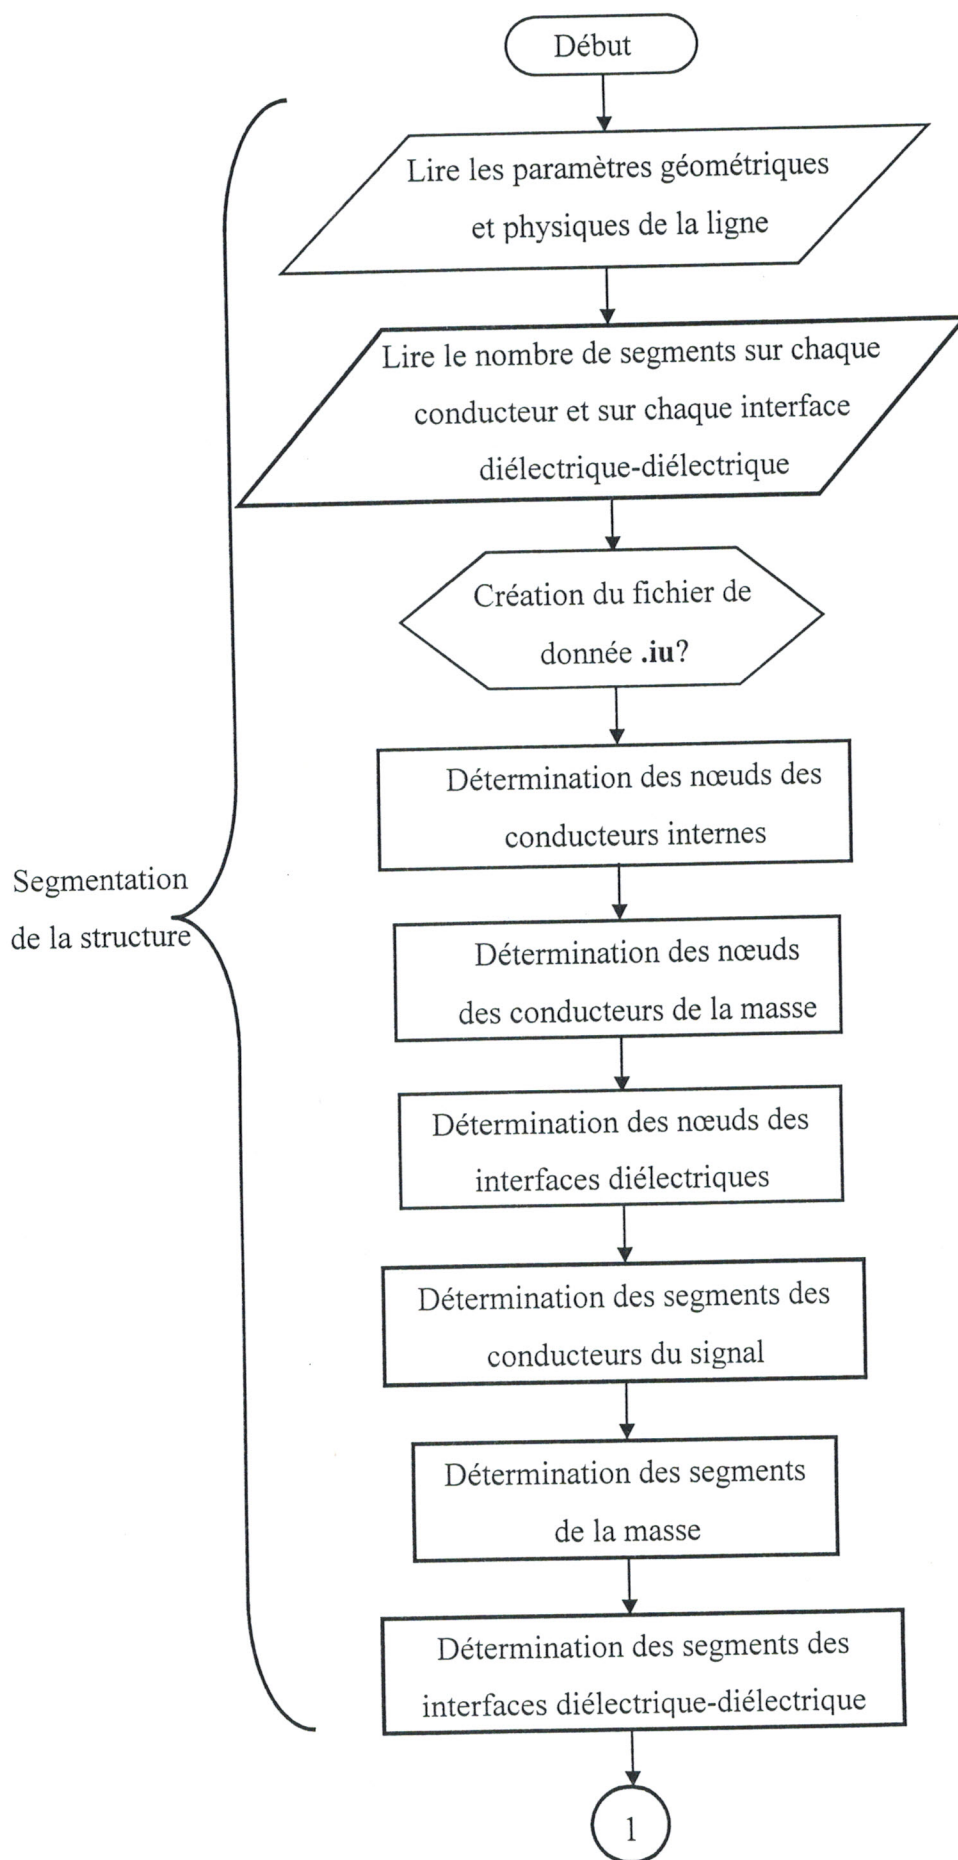 Début
Lire les paramètres géométriques
et physiques de la ligne
Lire le nombre de segments sur chaque
conducteur et sur chaque interface
diélectrique-diélectrique
Création du fichier de
donnée .iu?
Détermination des nœuds des
conducteurs internes
Segmentation
de la structure
Détermination des nœuds
des conducteurs de la masse
Détermination des nœuds des
interfaces diélectriques
Détermination des segments des
conducteurs du signal
Détermination des segments
de la masse
Détermination des segments des
interfaces diélectrique-diélectrique
1